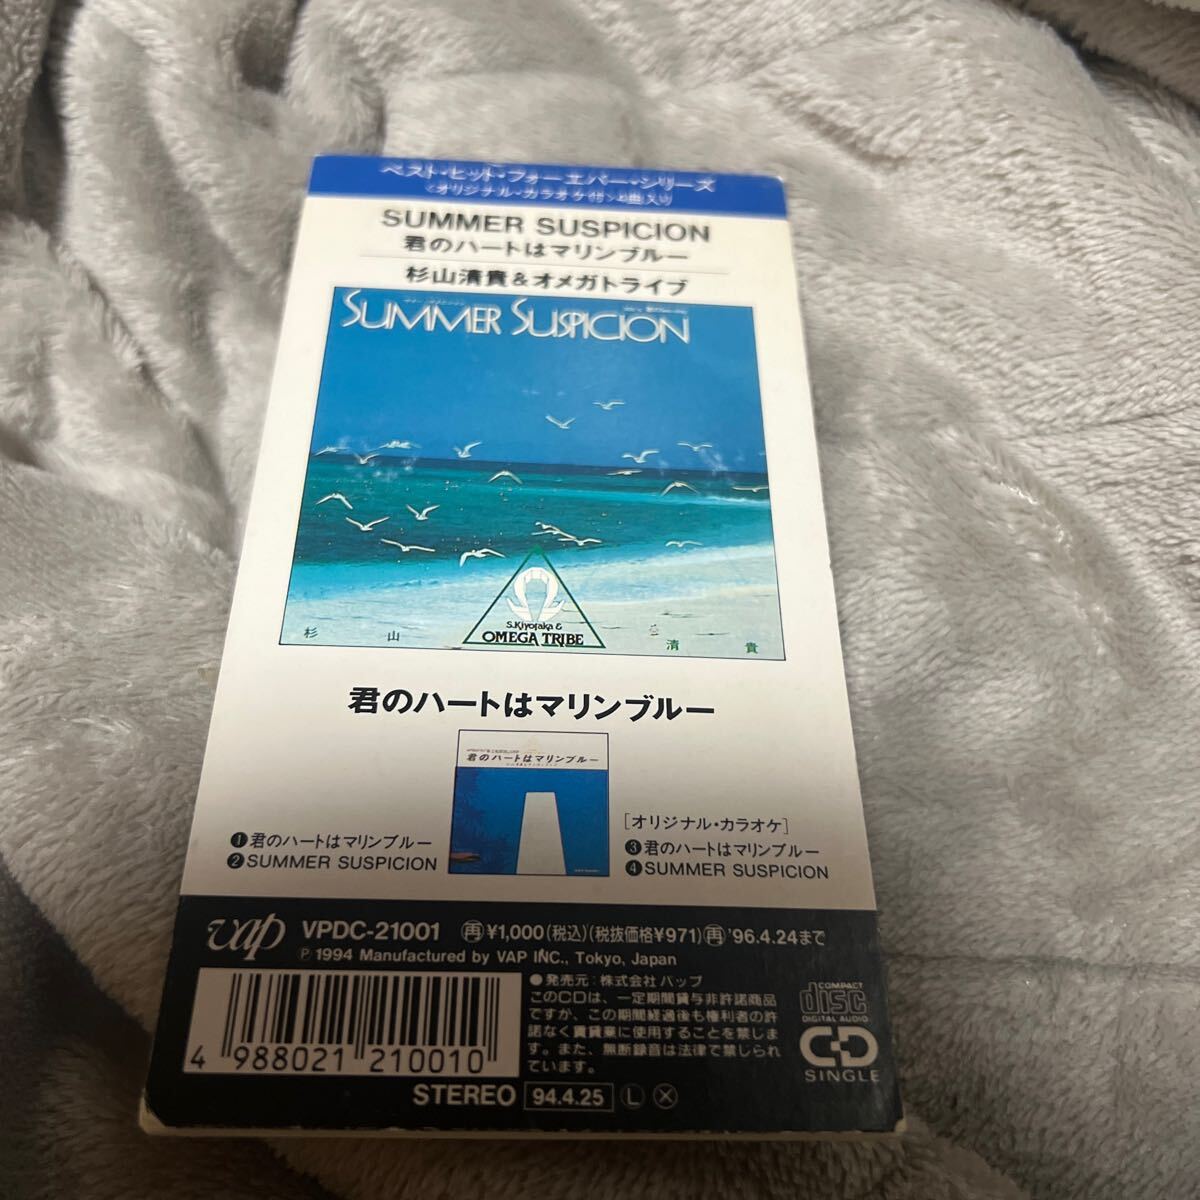 ベスト・ヒット・フォーエバー・シリーズ
<オリジナル・カラオケ付>4曲入り
SUMMER SUSPICION
君のハートはマリンブルー
杉山清貴&オメガトライブ
SUMMER SUSPICION
S.Kiyotaka &
OMEGA TRIBE
杉 山 清 貴
君のハートはマリンブルー
君のハートはマリンブルー
❶君のハートはマリンブルー
❷SUMMER SUSPICION
[オリジナル・カラオケ]
❸君のハートはマリンブルー
❹SUMMER SUSPICION
vap VPDC-21001 ㊢¥1,000(税込)(税抜価格¥971)㊢'96.4.24まで
Ⓟ1994 Manufactured by VAP INC., Tokyo, Japan
●発売元:株式会社 バップ
このCDは、一定期間貸与非許諾商品
ですが、この期間経過後も権利者の許
諾なく賃貸業に使用することを禁じま
す。また、無断録音は法律で禁じられ
ています。
COMPACT
disc
DIGITAL AUDIO
CD
SINGLE
4 988021 210010
STEREO 94.4.25 Ⓛ Ⓧ